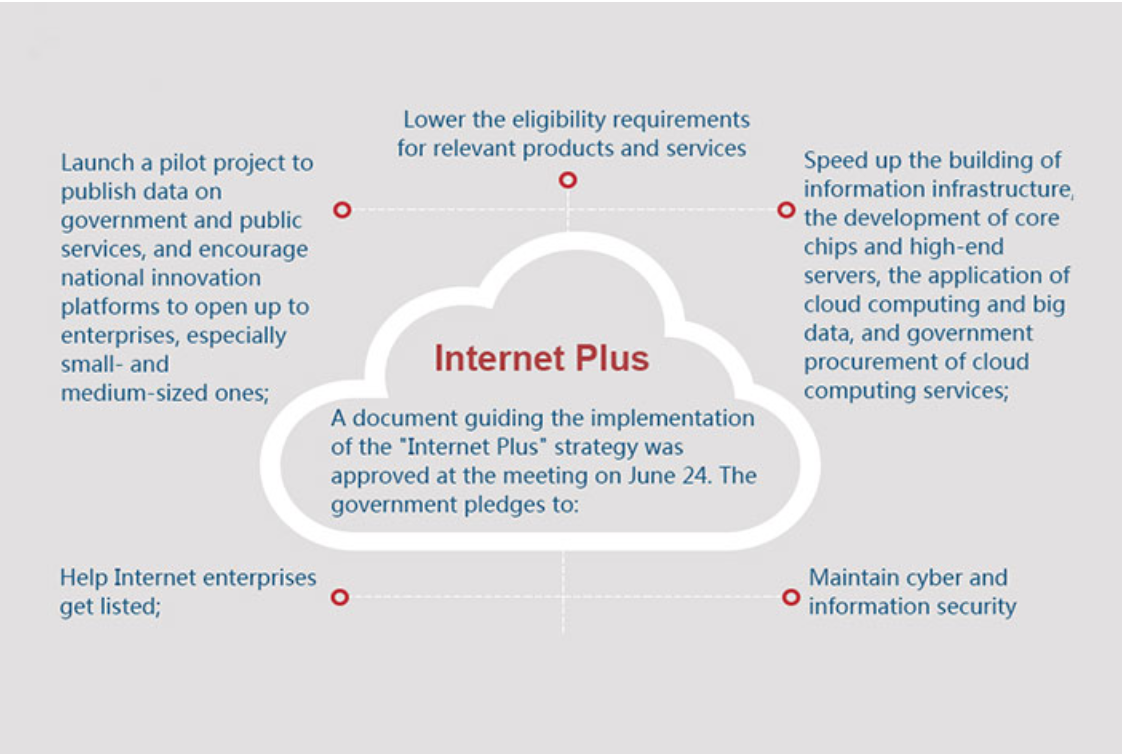 Lower the eligibility requirements
for relevant products and services
Launch a pilot project to
publish data on
government and public
services, and encourage
national innovation
platforms to open up to
enterprises, especially
small- and
medium-sized ones;
Speed up the building of
information infrastructure,
the development of core
chips and high-end
servers, the application of
cloud computing and big
data, and government
procurement of cloud
computing services;
Internet Plus
A document guiding the implementation
of the "Internet Plus" strategy was
approved at the meeting on June 24. The
government pledges to:
Help Internet enterprises
get listed;
Maintain cyber and
information security